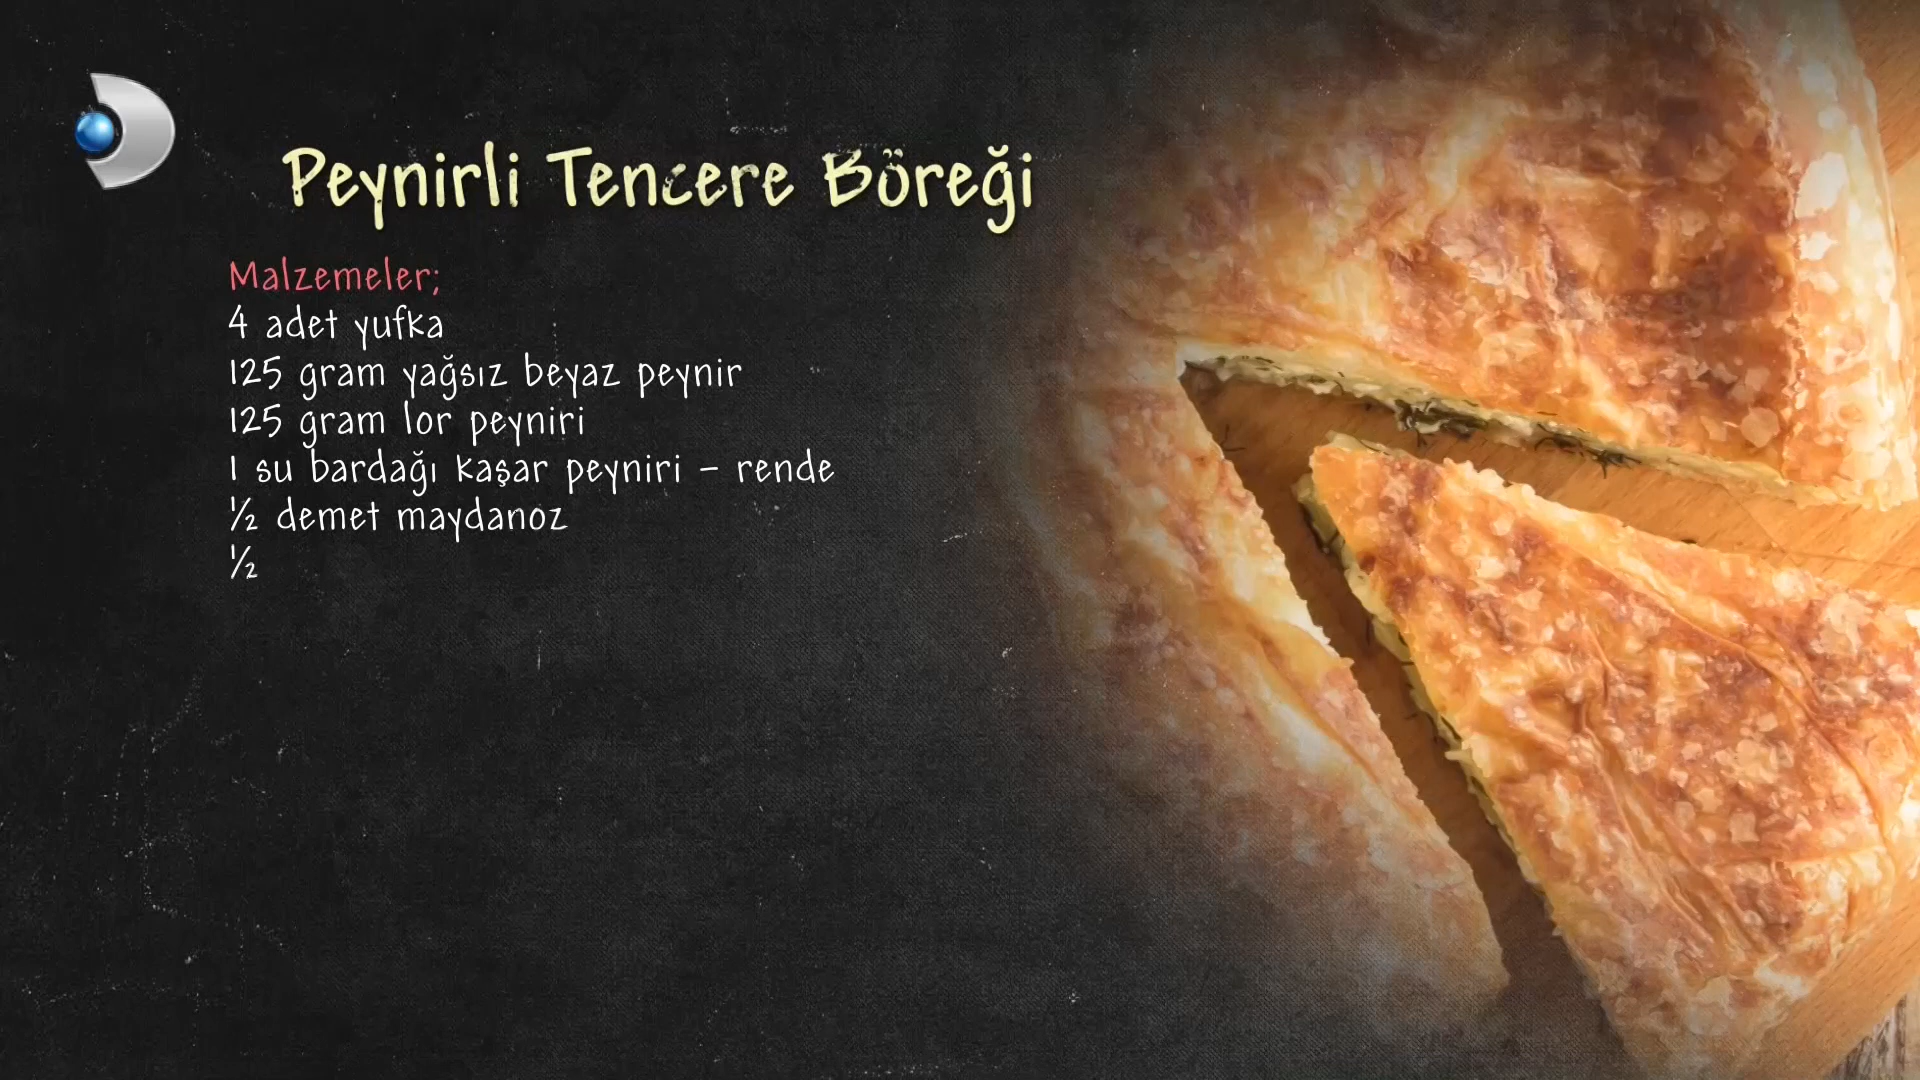 Peynirli Tencere Böreği
Malzemeler;
4 adet yufka
125 gram yağsız beyaz peynir
125 gram lor peyniri
1 su bardağı kaşar peyniri - rende
½ demet maydanoz
½